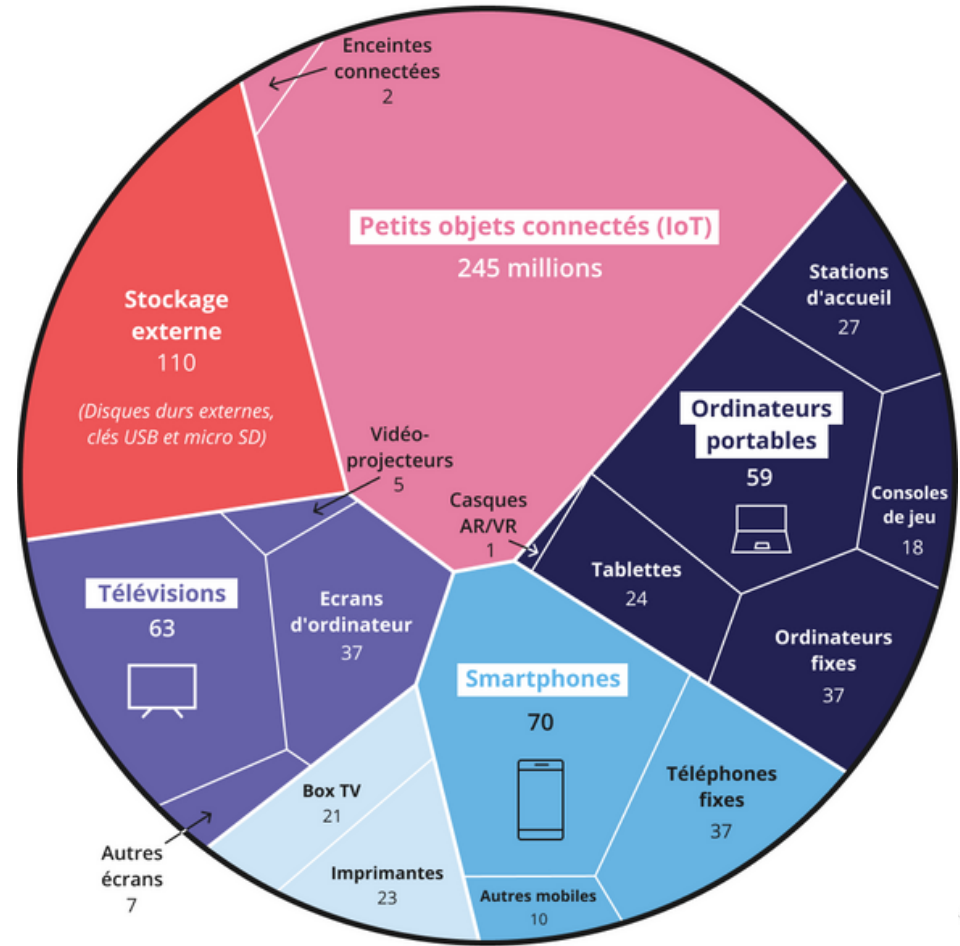 Enceintes
connectées
2
Petits objets connectés (IoT)
245 millions
Stockage
externe
110
(Disques durs externes,
clés USB et micro SD)
Stations
d'accueil
27
Ordinateurs
portables
59
Consoles
de jeu
18
Vidéo-
projecteurs
5
Casques
AR/VR
1
Tablettes
24
Ordinateurs
fixes
37
Télévisions
63
Ecrans
d'ordinateur
37
Smartphones
70
Téléphones
fixes
37
Box TV
21
Imprimantes
23
Autres mobiles
10
Autres
écrans
7